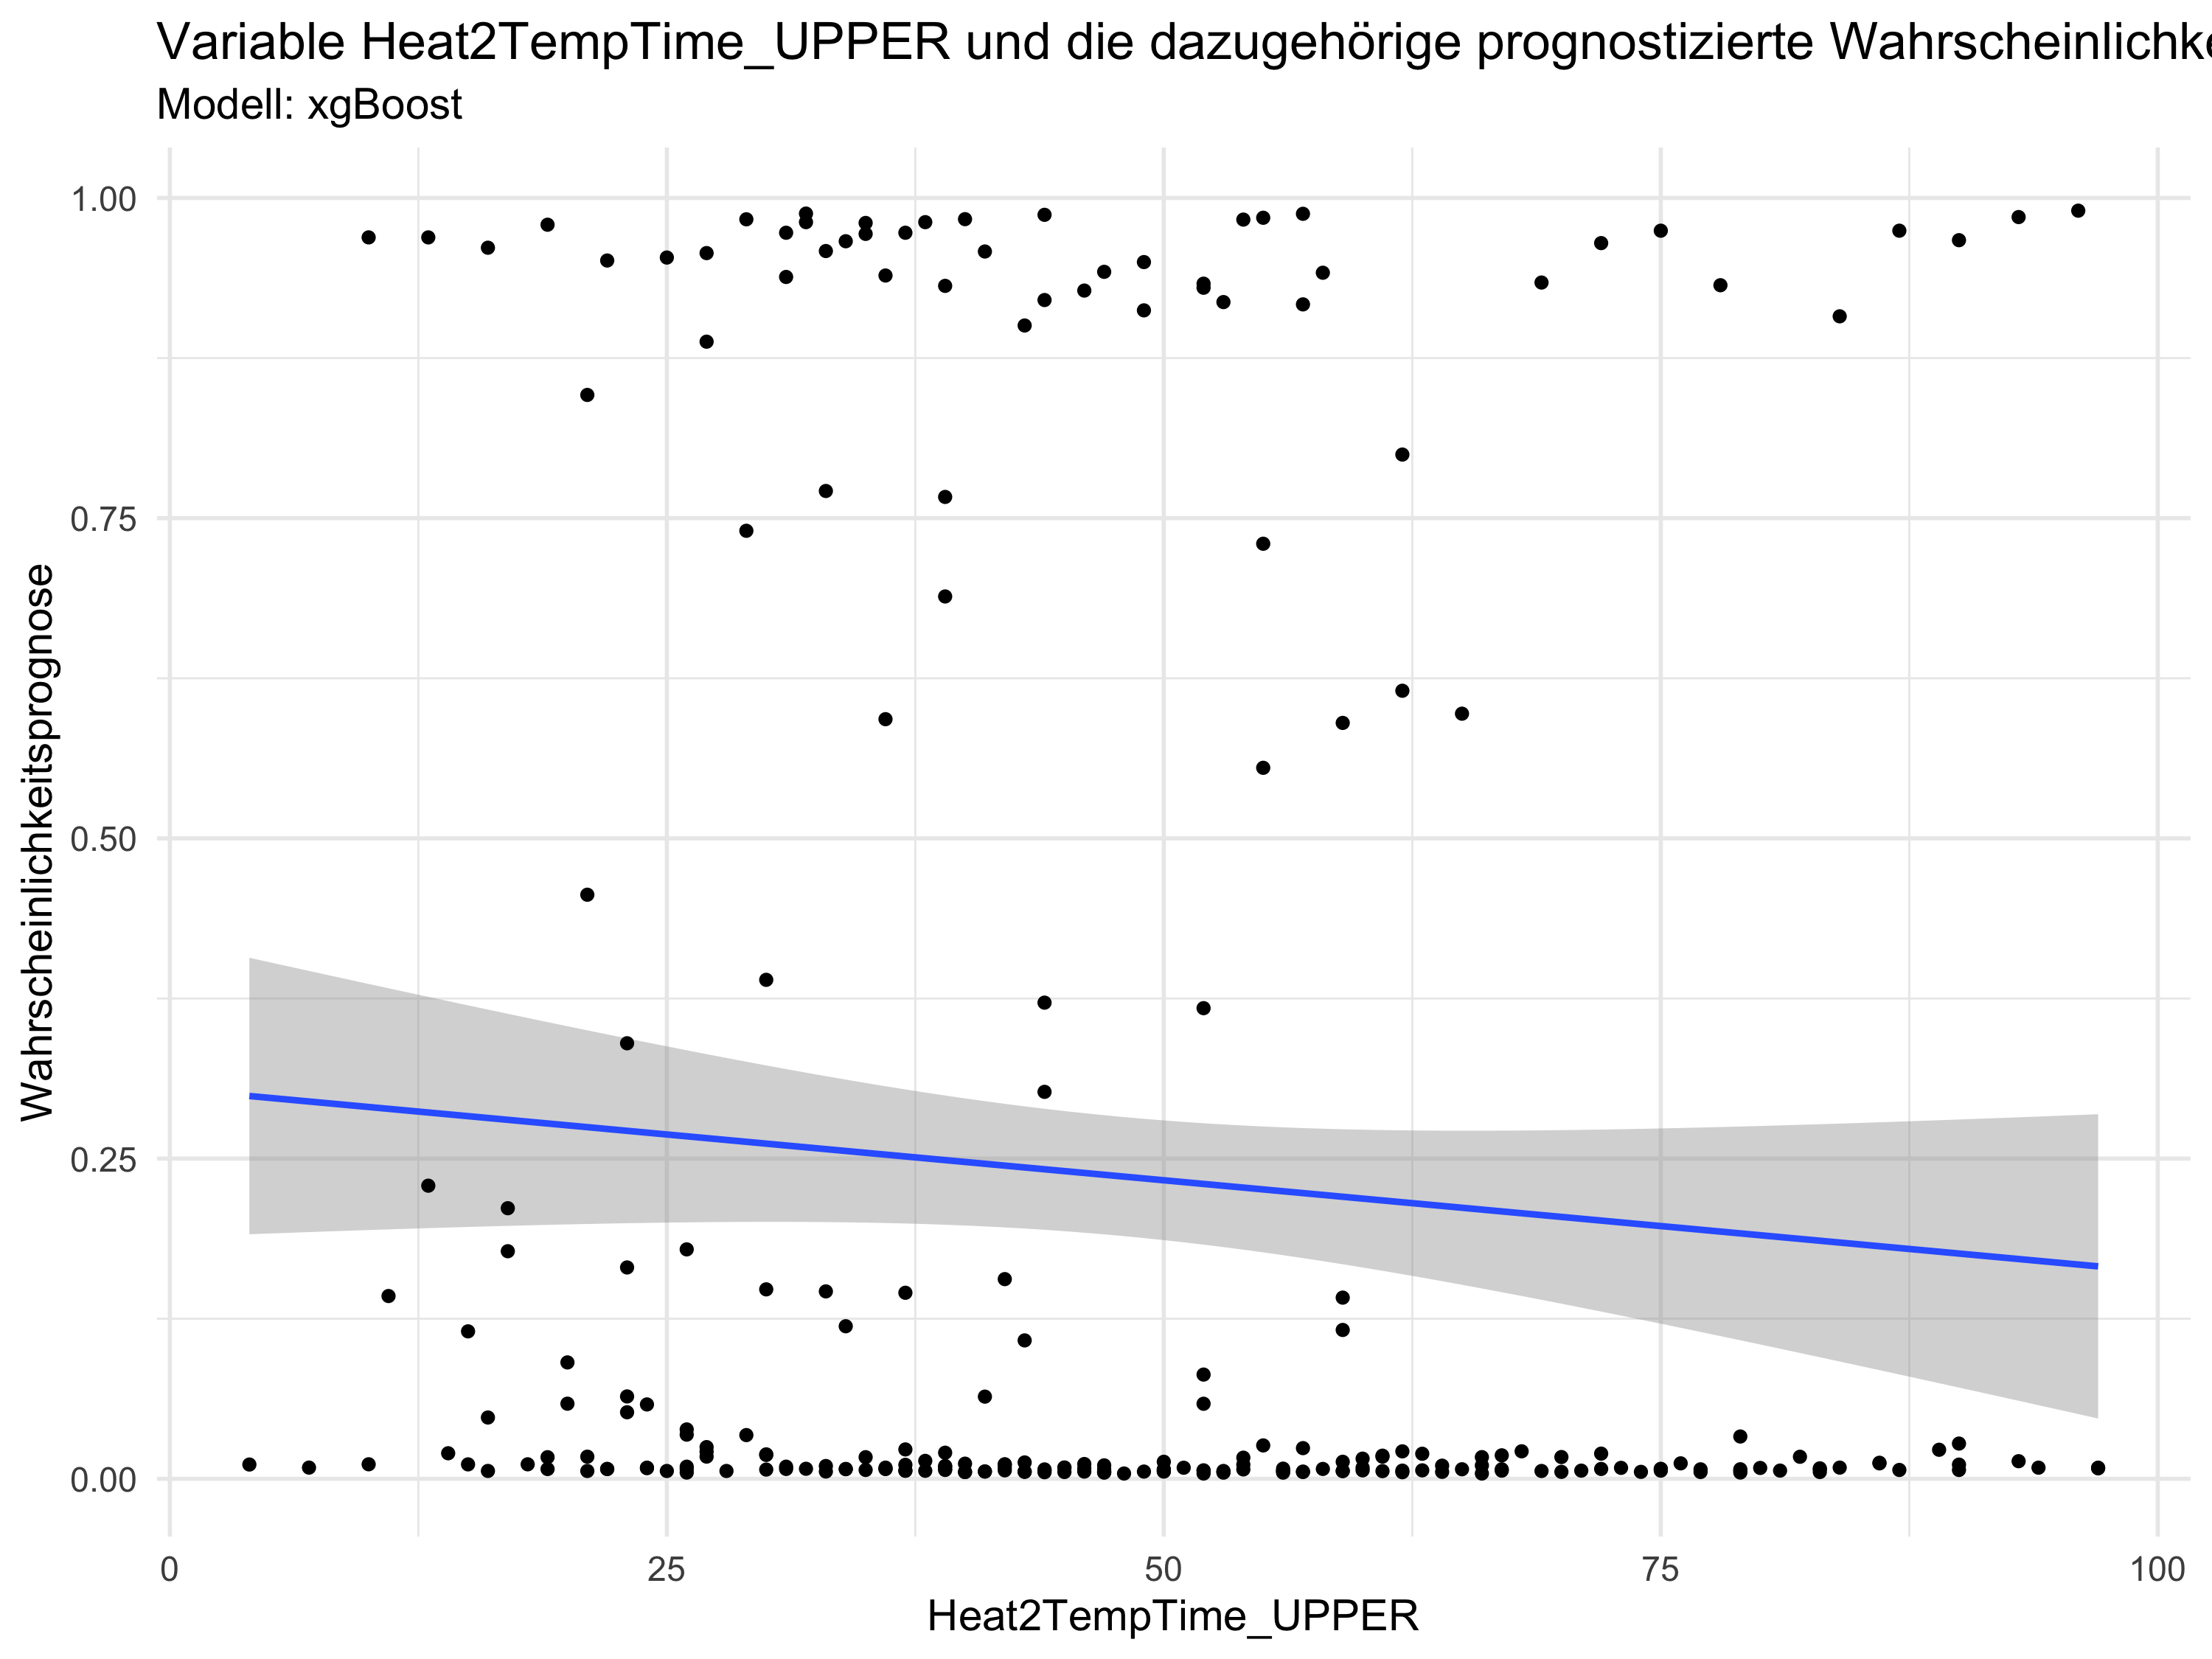 Variable Heat2TempTime_UPPER und die dazugehörige prognostizierte
Modell: xgBoost
Wahrscheinlichkeitsprognose
1.00
0.75
0.50
0.25
0.00
0
25
50
75
100
Heat2TempTime_UPPER